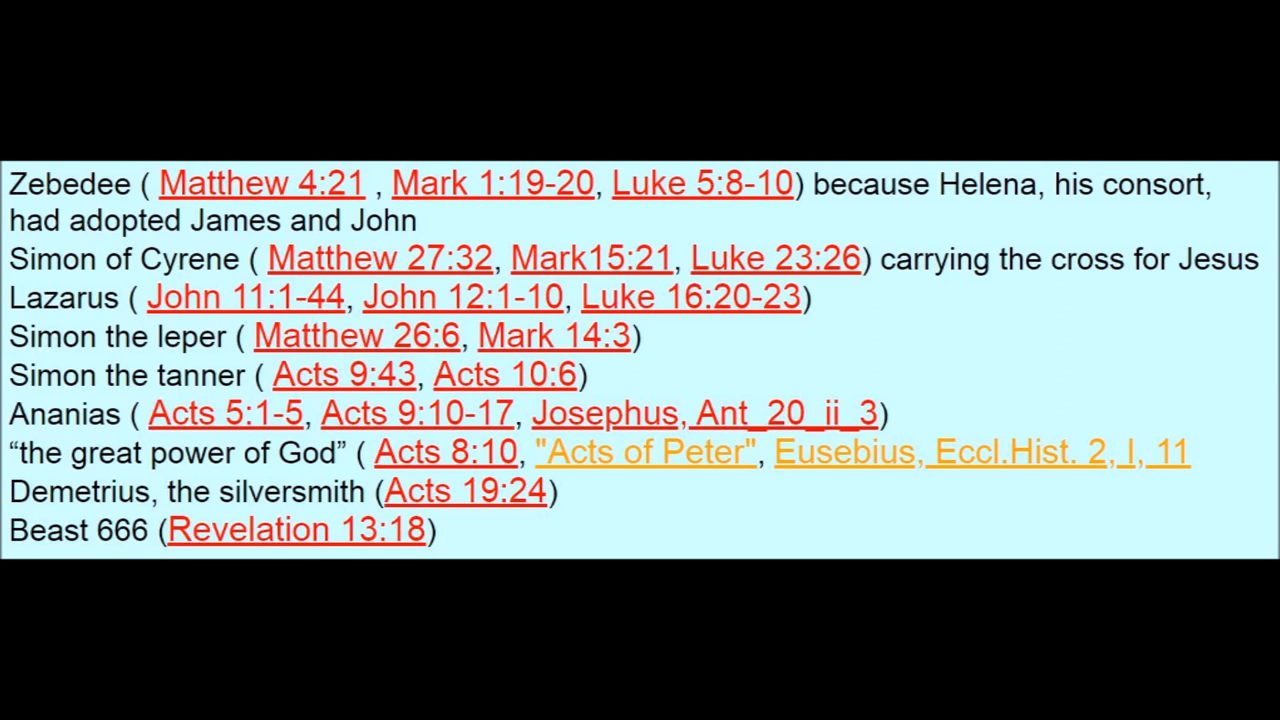 Zebedee ( Matthew 4:21 , Mark 1:19-20, Luke 5:8-10) because Helena, his consort,
had adopted James and John
Simon of Cyrene ( Matthew 27:32, Mark15:21, Luke 23:26) carrying the cross for Jesus
Lazarus ( John 11:1-44, John 12:1-10, Luke 16:20-23)
Simon the leper ( Matthew 26:6, Mark 14:3)
Simon the tanner ( Acts 9:43, Acts 10:6)
Ananias ( Acts 5:1-5, Acts 9:10-17, Josephus, Ant_20_ii_3)
“the great power of God” ( Acts 8:10, "Acts of Peter", Eusebius, Eccl.Hist. 2, I, 11
Demetrius, the silversmith (Acts 19:24)
Beast 666 (Revelation 13:18)